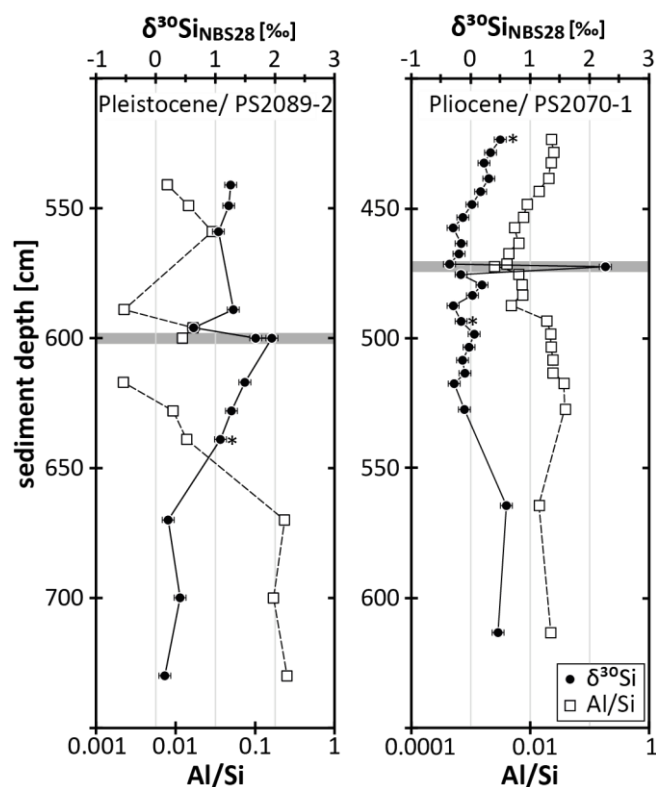 δ³⁰Si_NBS28 [‰]
-1 0 1 2 3
Pleistocene/ PS2089-2
550
600
650
700
sediment depth [cm]
*
0.001 0.01 0.1 1
Al/Si
δ³⁰Si_NBS28 [‰]
-1 0 1 2 3
Pliocene/ PS2070-1
*
450
*
500
550
600
δ³⁰Si
Al/Si
0.0001 0.01 1
Al/Si